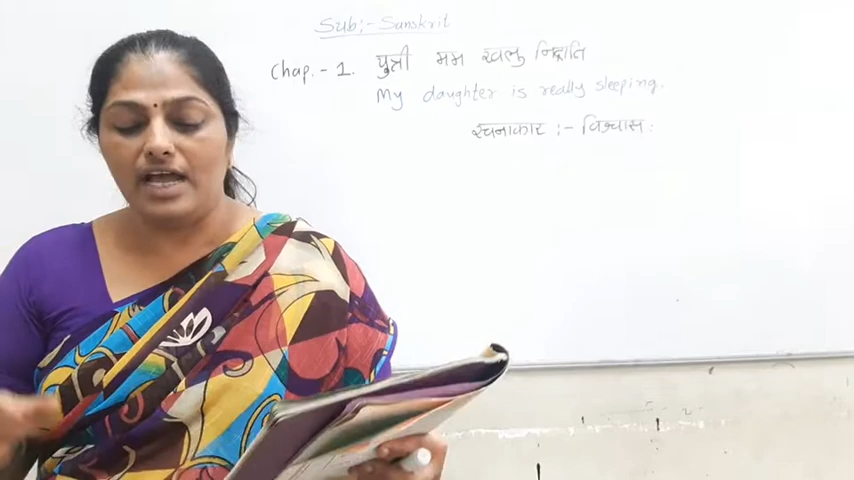 Sub:- Sanskrit
Chap.- 1. पुत्री मम खलु निद्राति
My daughter is really sleeping.
रचनाकार :- विश्वास: